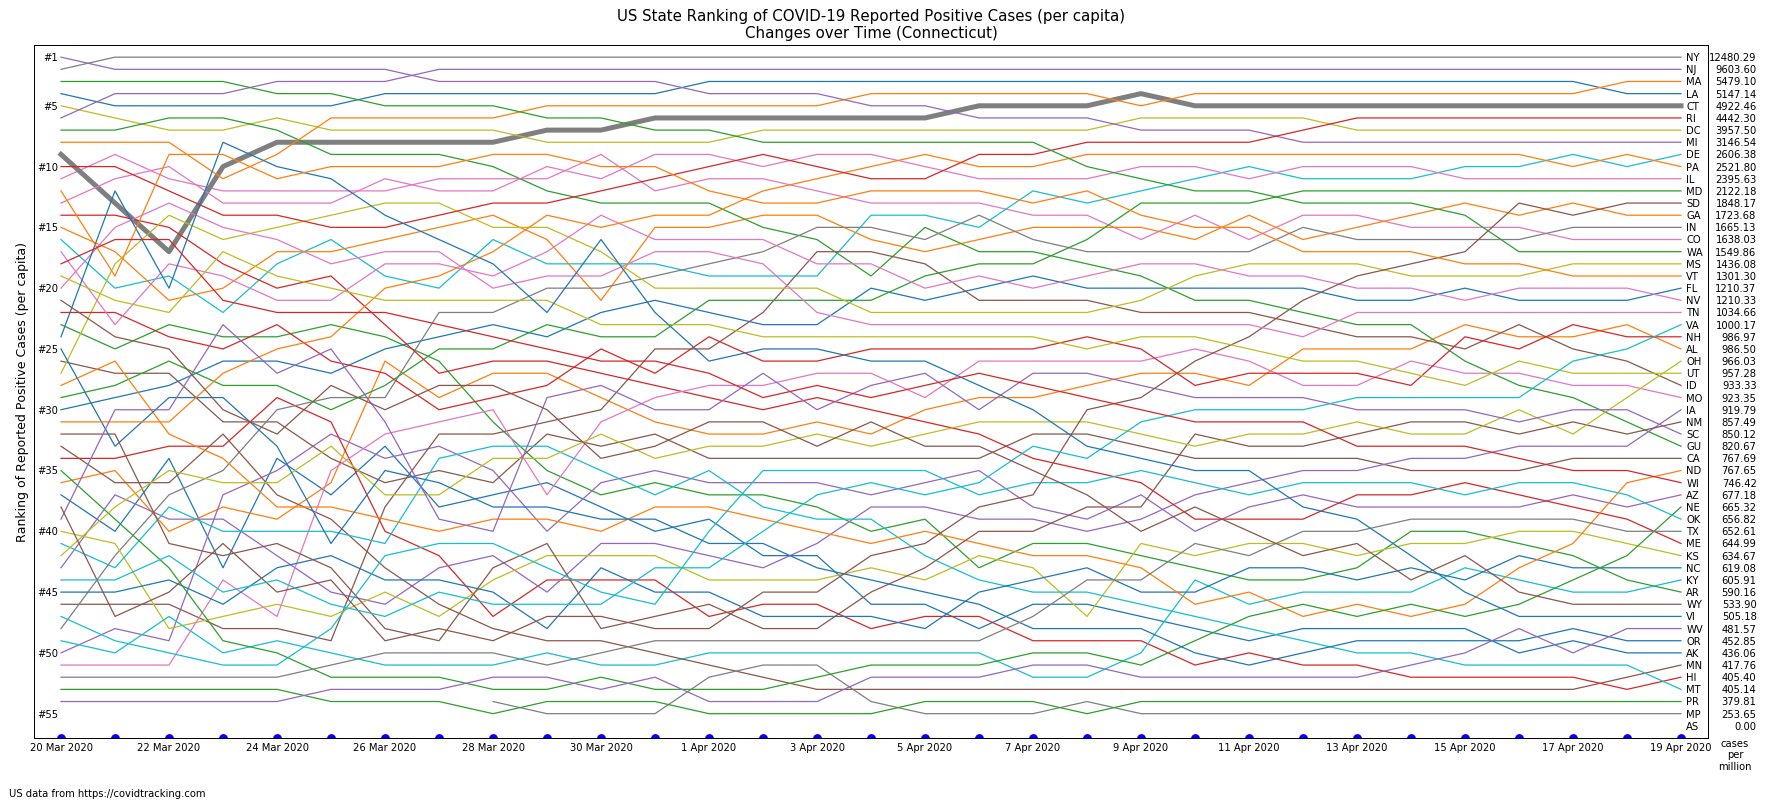 US State Ranking of COVID-19 Reported Positive Cases (per capita)
Changes over Time (Connecticut)
Ranking of Reported Positive Cases (per capita)
#1
#5
#10
#15
#20
#25
#30
#35
#40
#45
#50
#55
NY 12480.29
NJ 9603.60
MA 5479.10
LA 5147.14
CT 4922.46
RI 4442.30
DC 3957.50
MI 3146.54
DE 2606.38
PA 2521.80
IL 2395.63
MD 2122.18
SD 1848.17
GA 1723.68
IN 1665.13
CO 1638.03
WA 1549.86
MS 1436.08
VT 1301.30
FL 1210.37
NV 1210.33
TN 1034.66
VA 1000.17
NH 986.97
AL 986.50
OH 966.03
UT 957.28
ID 933.33
MO 923.35
IA 919.79
NM 857.49
SC 850.12
GU 820.67
CA 767.69
ND 767.65
WI 746.42
AZ 677.18
NE 665.32
OK 656.82
TX 652.61
ME 644.99
KS 634.67
NC 619.08
KY 605.91
AR 590.16
WY 533.90
VI 505.18
WV 481.57
OR 452.85
AK 436.06
MN 417.76
HI 405.40
MT 405.14
PR 379.81
MP 253.65
AS 0.00
20 Mar 2020 22 Mar 2020 24 Mar 2020 26 Mar 2020 28 Mar 2020 30 Mar 2020 1 Apr 2020 3 Apr 2020 5 Apr 2020 7 Apr 2020 9 Apr 2020 11 Apr 2020 13 Apr 2020 15 Apr 2020 17 Apr 2020 19 Apr 2020
cases
per
million
US data from https://covidtracking.com